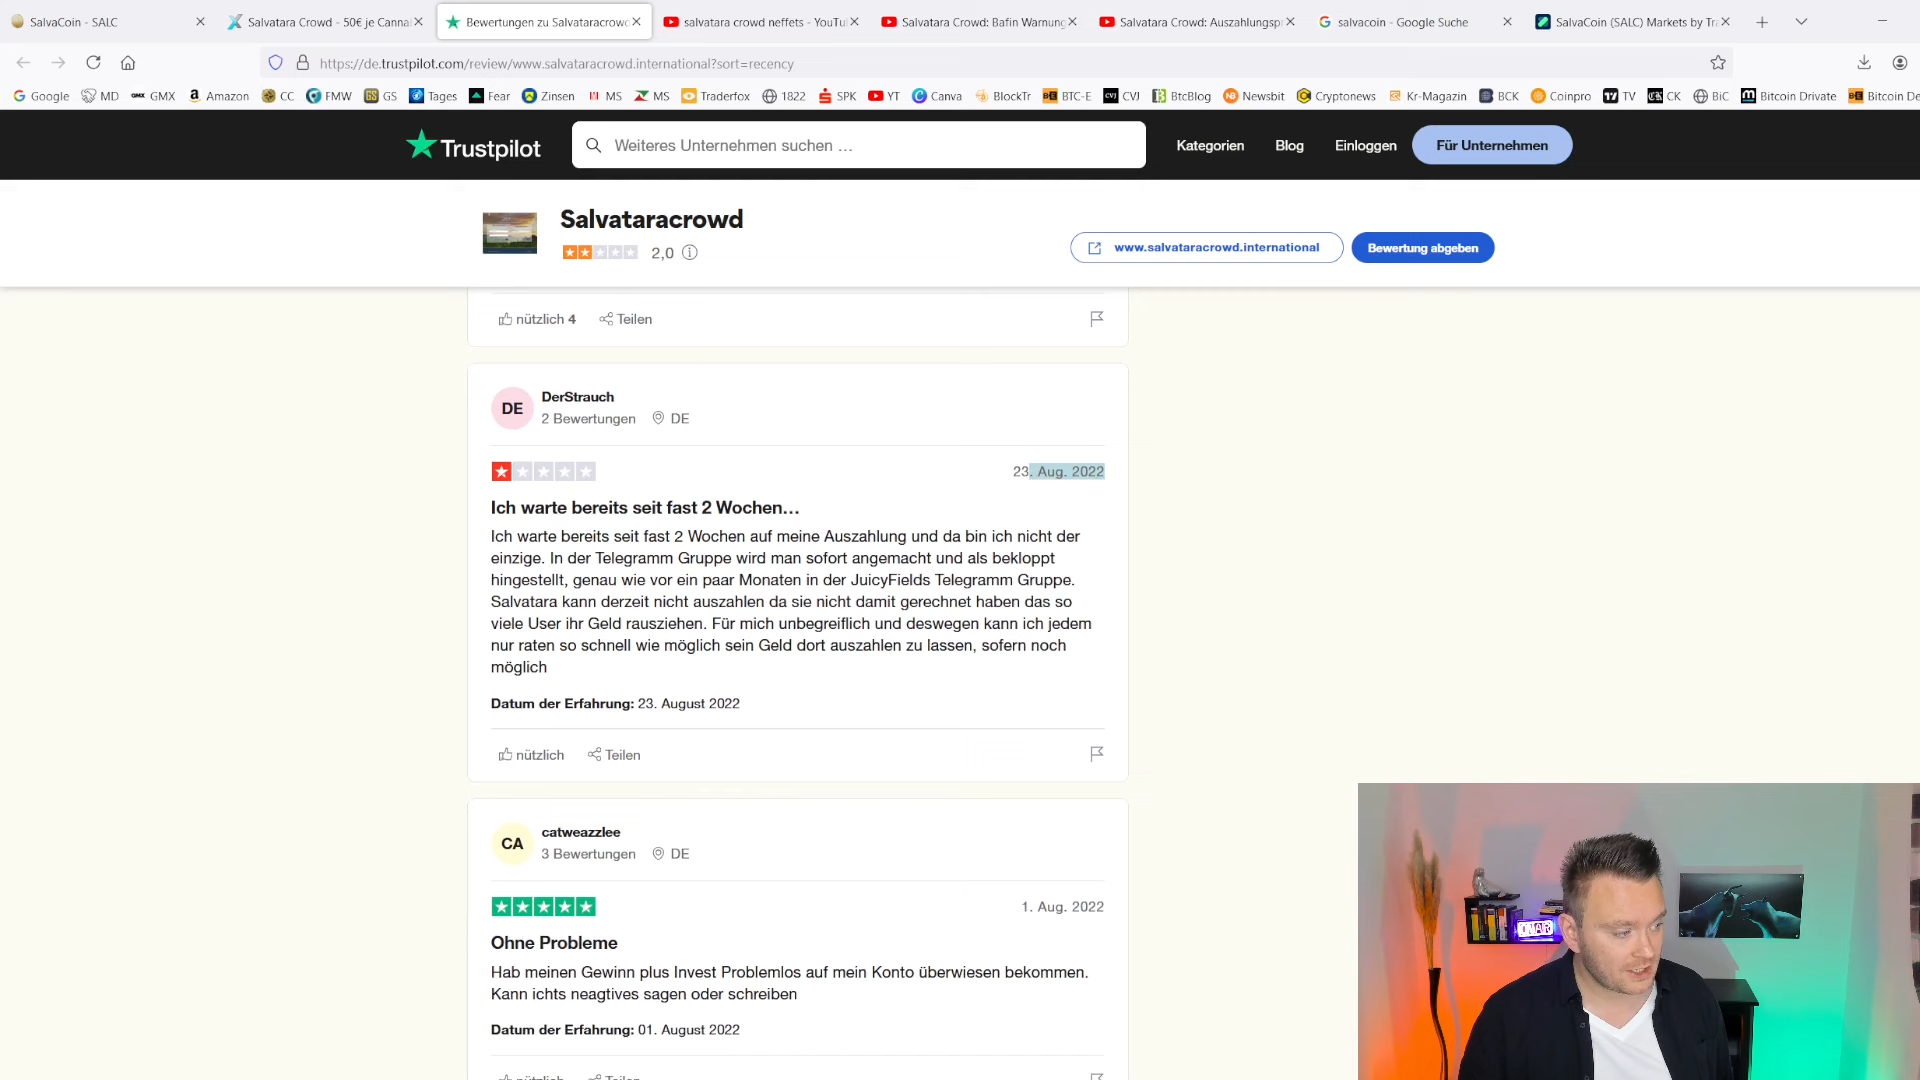 SalvaCoin - SALC
Salvatara Crowd - 50€ je Canna
Bewertungen zu Salvataracrowd
salvatara crowd neffets - YouTu
Salvatara Crowd: Bafin Warnung
Salvatara Crowd: Auszahlungsp
salvacoin - Google Suche
SalvaCoin (SALC) Markets by Tr
https://de.trustpilot.com/review/www.salvataracrowd.international?sort=recency
Google MD GMX GMX Amazon CC FMW GS GS Tages Fear Zinsen MS MS Traderfox 1822 SPK YT Canva BlockTr BTC-E CVJ CVJ BtcBlog Newsbit Cryptonews Kr-Magazin BCK Coinpro TV CK BiC Bitcoin Drivate Bitcoin De
Trustpilot
Weiteres Unternehmen suchen …
Kategorien Blog Einloggen Für Unternehmen
Salvataracrowd
2,0
www.salvataracrowd.international
Bewertung abgeben
nützlich 4 Teilen
DE
DerStrauch
2 Bewertungen DE
23. Aug. 2022
Ich warte bereits seit fast 2 Wochen…
Ich warte bereits seit fast 2 Wochen auf meine Auszahlung und da bin ich nicht der
einzige. In der Telegramm Gruppe wird man sofort angemacht und als bekloppt
hingestellt, genau wie vor ein paar Monaten in der JuicyFields Telegramm Gruppe.
Salvatara kann derzeit nicht auszahlen da sie nicht damit gerechnet haben das so
viele User ihr Geld rausziehen. Für mich unbegreiflich und deswegen kann ich jedem
nur raten so schnell wie möglich sein Geld dort auszahlen zu lassen, sofern noch
möglich
Datum der Erfahrung: 23. August 2022
nützlich Teilen
CA
catweazzlee
3 Bewertungen DE
1. Aug. 2022
Ohne Probleme
Hab meinen Gewinn plus Invest Problemlos auf mein Konto überwiesen bekommen.
Kann ichts neagtives sagen oder schreiben
Datum der Erfahrung: 01. August 2022
nützlich Teilen